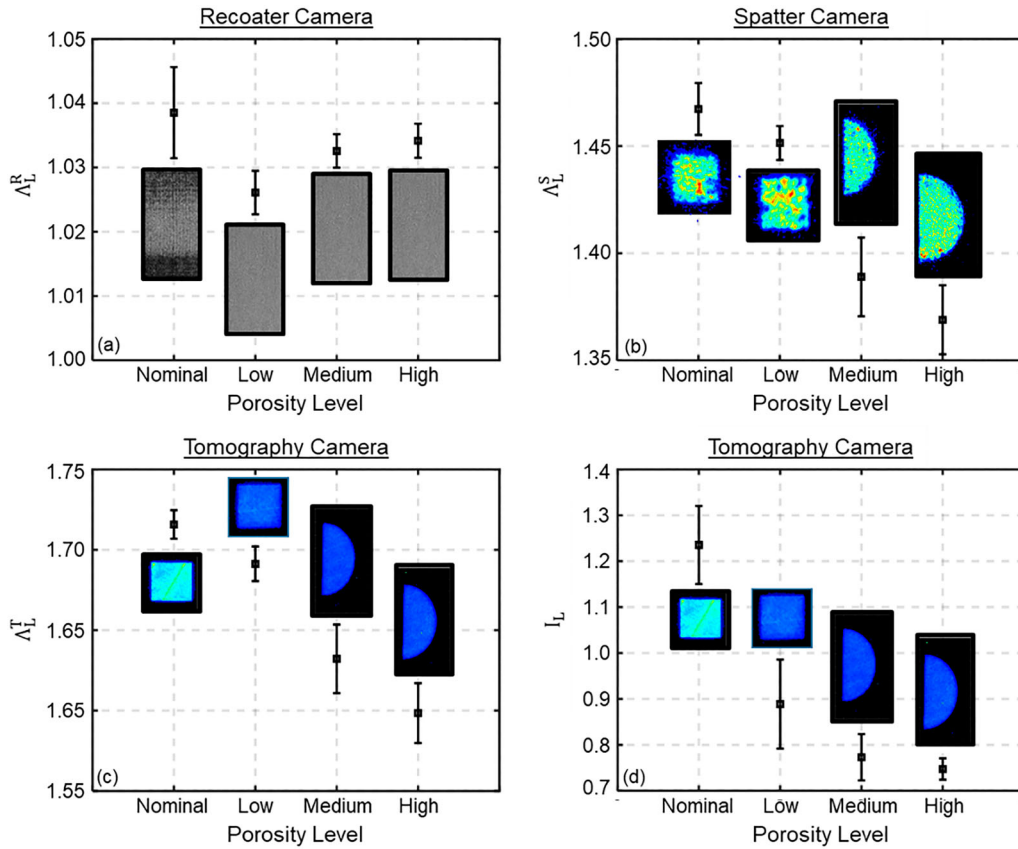 Recoater Camera
1.05
1.04
1.03
1.02
1.01
1.00
Λ_L^R
(a)
Nominal Low Medium High
Porosity Level
Spatter Camera
1.50
1.45
1.40
1.35
Λ_L^S
(b)
Nominal Low Medium High
Porosity Level
Tomography Camera
1.75
1.70
1.65
1.65
1.55
Λ_L^T
(c)
Nominal Low Medium High
Porosity Level
Tomography Camera
1.4
1.3
1.2
1.1
1.0
0.9
0.8
0.7
I_L
(d)
Nominal Low Medium High
Porosity Level